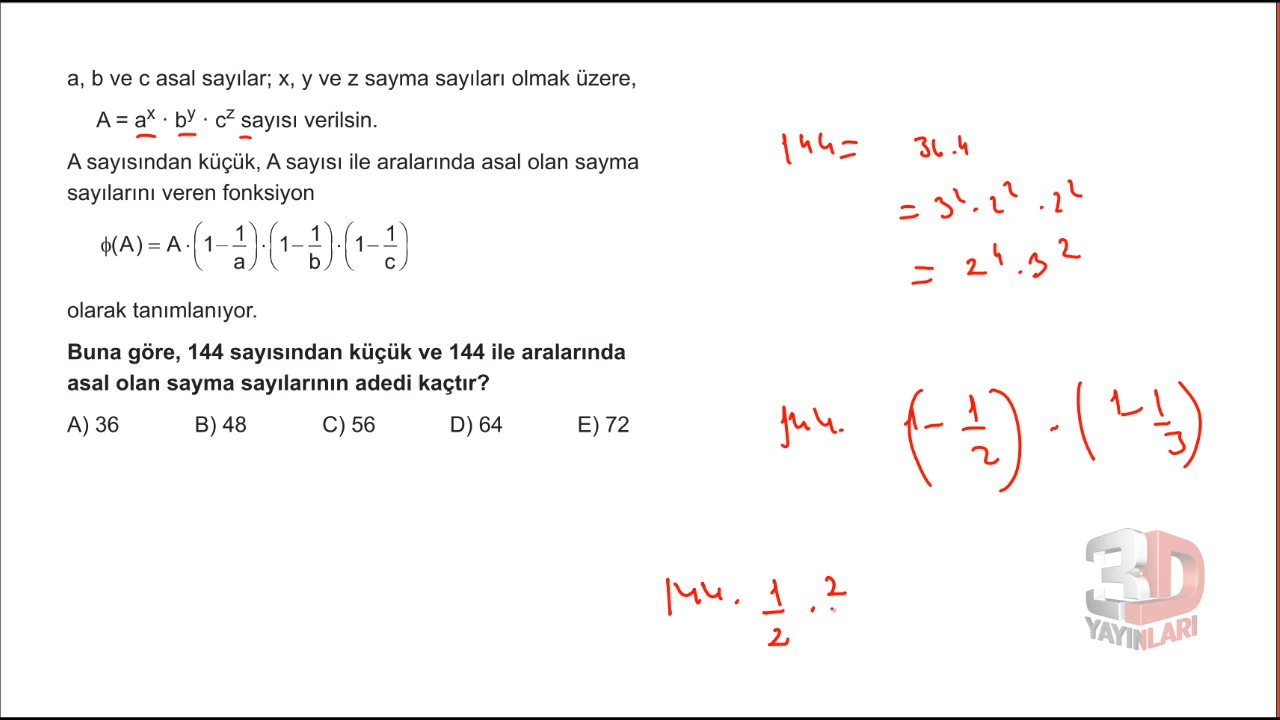 a, b ve c asal sayılar; x, y ve z sayma sayıları olmak üzere,
A = aˣ · bʸ · cᶻ sayısı verilsin.
A sayısından küçük, A sayısı ile aralarında asal olan sayma
sayılarını veren fonksiyon
ϕ(A) = A · (1 − 1/a) · (1 − 1/b) · (1 − 1/c)
olarak tanımlanıyor.
Buna göre, 144 sayısından küçük ve 144 ile aralarında
asal olan sayma sayılarının adedi kaçtır?
A) 36 B) 48 C) 56 D) 64 E) 72
144 = 36 . 4
= 3² . 2² . 2²
= 2⁴ . 3²
144 . (1 − 1/2) . (1 − 1/3)
144 . 1/2 . 2
3D
YAYINLARI